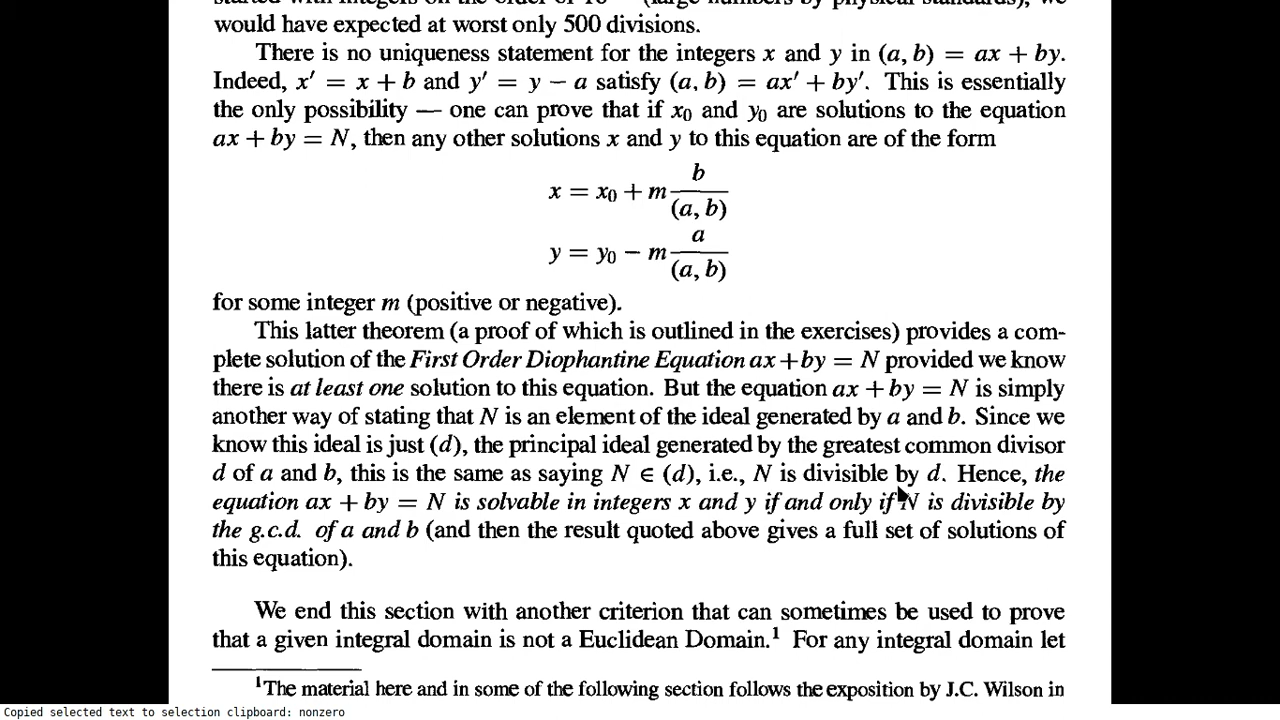 would have expected at worst only 500 divisions.
There is no uniqueness statement for the integers x and y in (a, b) = ax + by.
Indeed, x′ = x + b and y′ = y − a satisfy (a, b) = ax′ + by′. This is essentially
the only possibility — one can prove that if x₀ and y₀ are solutions to the equation
ax + by = N, then any other solutions x and y to this equation are of the form
x = x₀ + m b/(a, b)
y = y₀ − m a/(a, b)
for some integer m (positive or negative).
This latter theorem (a proof of which is outlined in the exercises) provides a com-
plete solution of the First Order Diophantine Equation ax + by = N provided we know
there is at least one solution to this equation. But the equation ax + by = N is simply
another way of stating that N is an element of the ideal generated by a and b. Since we
know this ideal is just (d), the principal ideal generated by the greatest common divisor
d of a and b, this is the same as saying N ∈ (d), i.e., N is divisible by d. Hence, the
equation ax + by = N is solvable in integers x and y if and only if N is divisible by
the g.c.d. of a and b (and then the result quoted above gives a full set of solutions of
this equation).
We end this section with another criterion that can sometimes be used to prove
that a given integral domain is not a Euclidean Domain.¹ For any integral domain let
¹The material here and in some of the following section follows the exposition by J.C. Wilson in
Copied selected text to selection clipboard: nonzero